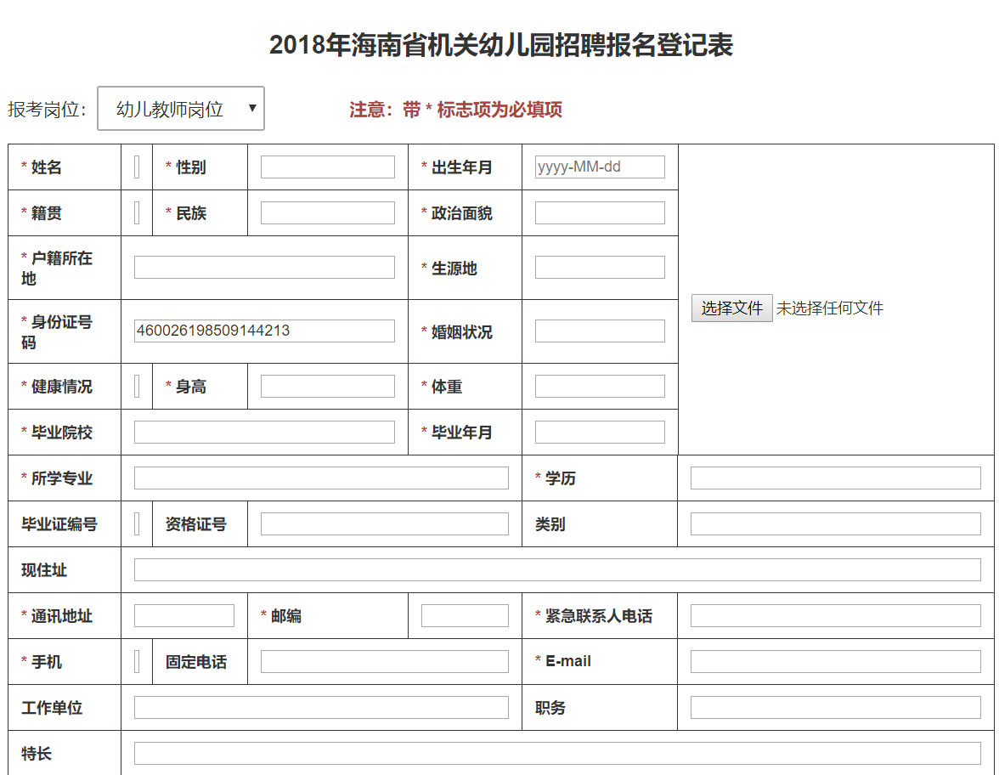 2018年海南省机关幼儿园招聘报名登记表
报考岗位： 幼儿教师岗位 ▼ 注意：带 * 标志项为必填项
* 姓名 * 性别 * 出生年月 yyyy-MM-dd
* 籍贯 * 民族 * 政治面貌
* 户籍所在
地 * 生源地
选择文件 未选择任何文件
* 身份证号
码 460026198509144213 * 婚姻状况
* 健康情况 * 身高 * 体重
* 毕业院校 * 毕业年月
* 所学专业 * 学历
毕业证编号 资格证号 类别
现住址
* 通讯地址 * 邮编 * 紧急联系人电话
* 手机 固定电话 * E-mail
工作单位 职务
特长